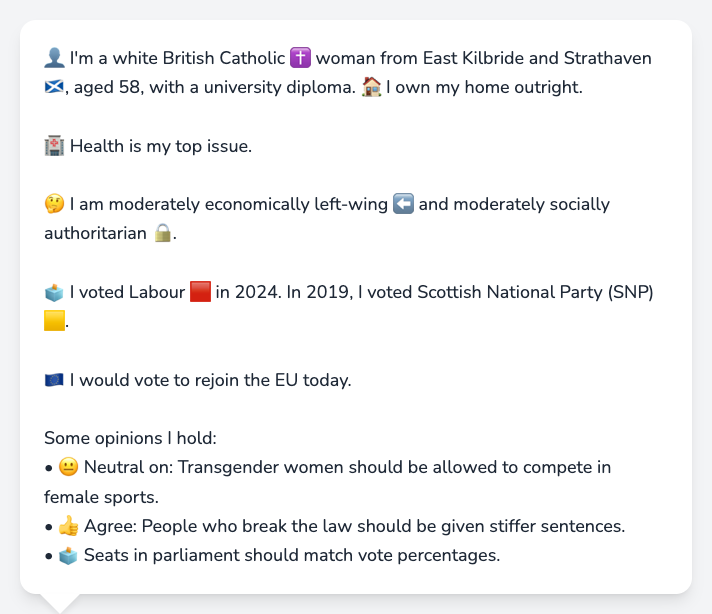 👤 I'm a white British Catholic ✝️ woman from East Kilbride and Strathaven
🏴󠁧󠁢󠁳󠁣󠁴󠁿, aged 58, with a university diploma. 🏠 I own my home outright.
🏥 Health is my top issue.
🤔 I am moderately economically left-wing ⬅️ and moderately socially
authoritarian 🔒.
🗳️ I voted Labour 🟥 in 2024. In 2019, I voted Scottish National Party (SNP)
🟨.
🇪🇺 I would vote to rejoin the EU today.
Some opinions I hold:
• 😐 Neutral on: Transgender women should be allowed to compete in
female sports.
• 👍 Agree: People who break the law should be given stiffer sentences.
• 🗳️ Seats in parliament should match vote percentages.